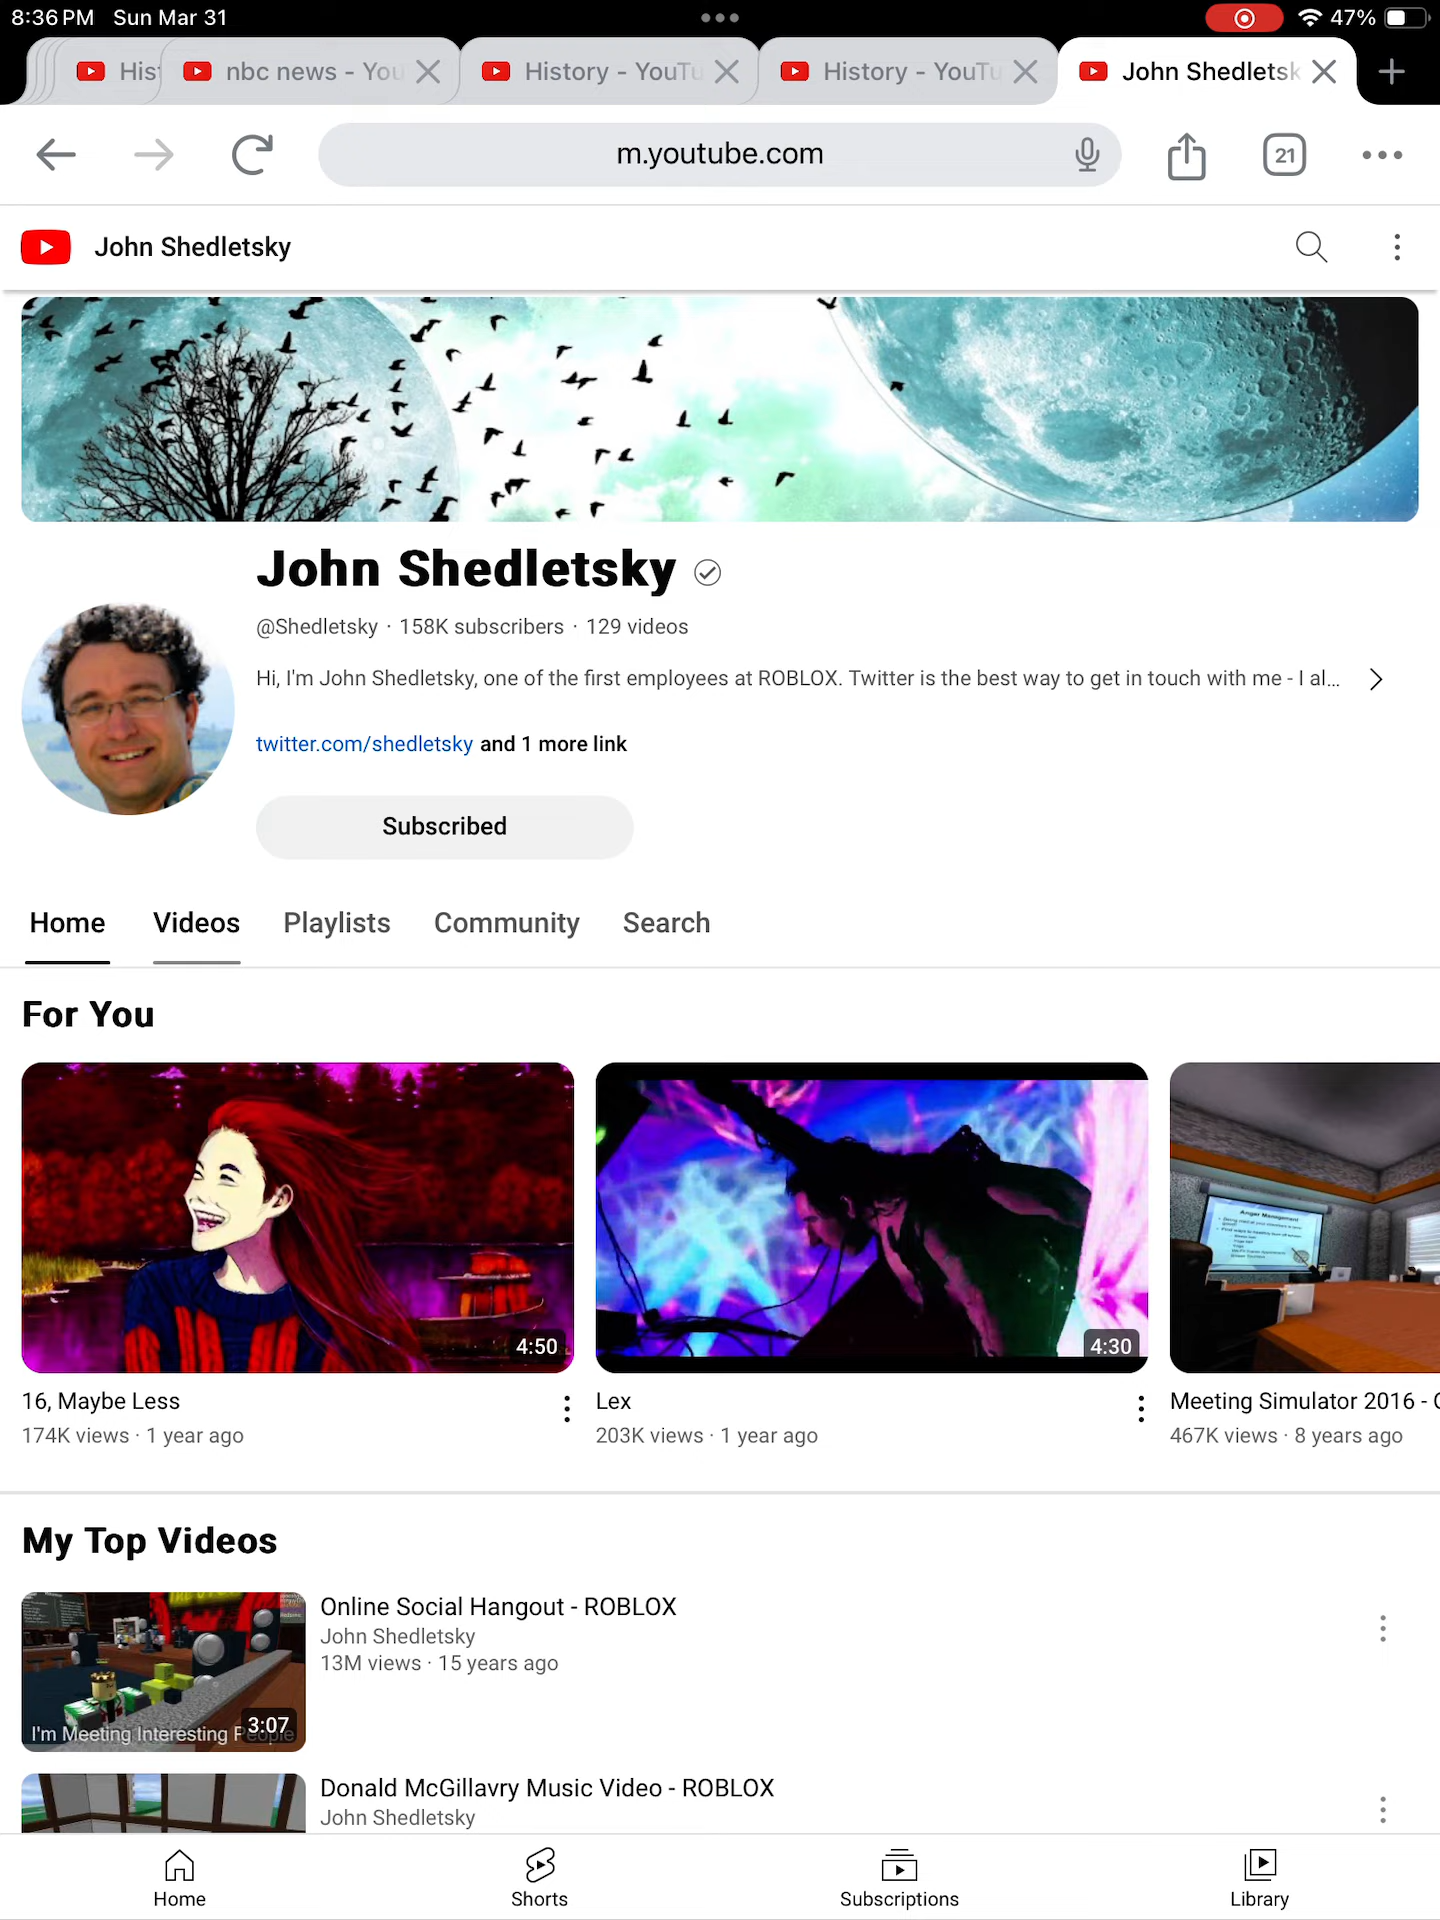 8:36 PM Sun Mar 31
47%
His
nbc news - You
History - YouTu
History - YouTu
John Shedletsk
m.youtube.com
21
John Shedletsky
John Shedletsky
@Shedletsky · 158K subscribers · 129 videos
Hi, I'm John Shedletsky, one of the first employees at ROBLOX. Twitter is the best way to get in touch with me - I al...
twitter.com/shedletsky and 1 more link
Subscribed
Home Videos Playlists Community Search
For You
Anger Management
4:50
4:30
16, Maybe Less
174K views · 1 year ago
Lex
203K views · 1 year ago
Meeting Simulator 2016 -
467K views · 8 years ago
My Top Videos
I'm Meeting Interesting People
3:07
Online Social Hangout - ROBLOX
John Shedletsky
13M views · 15 years ago
Donald McGillavry Music Video - ROBLOX
John Shedletsky
Home
Shorts
Subscriptions
Library